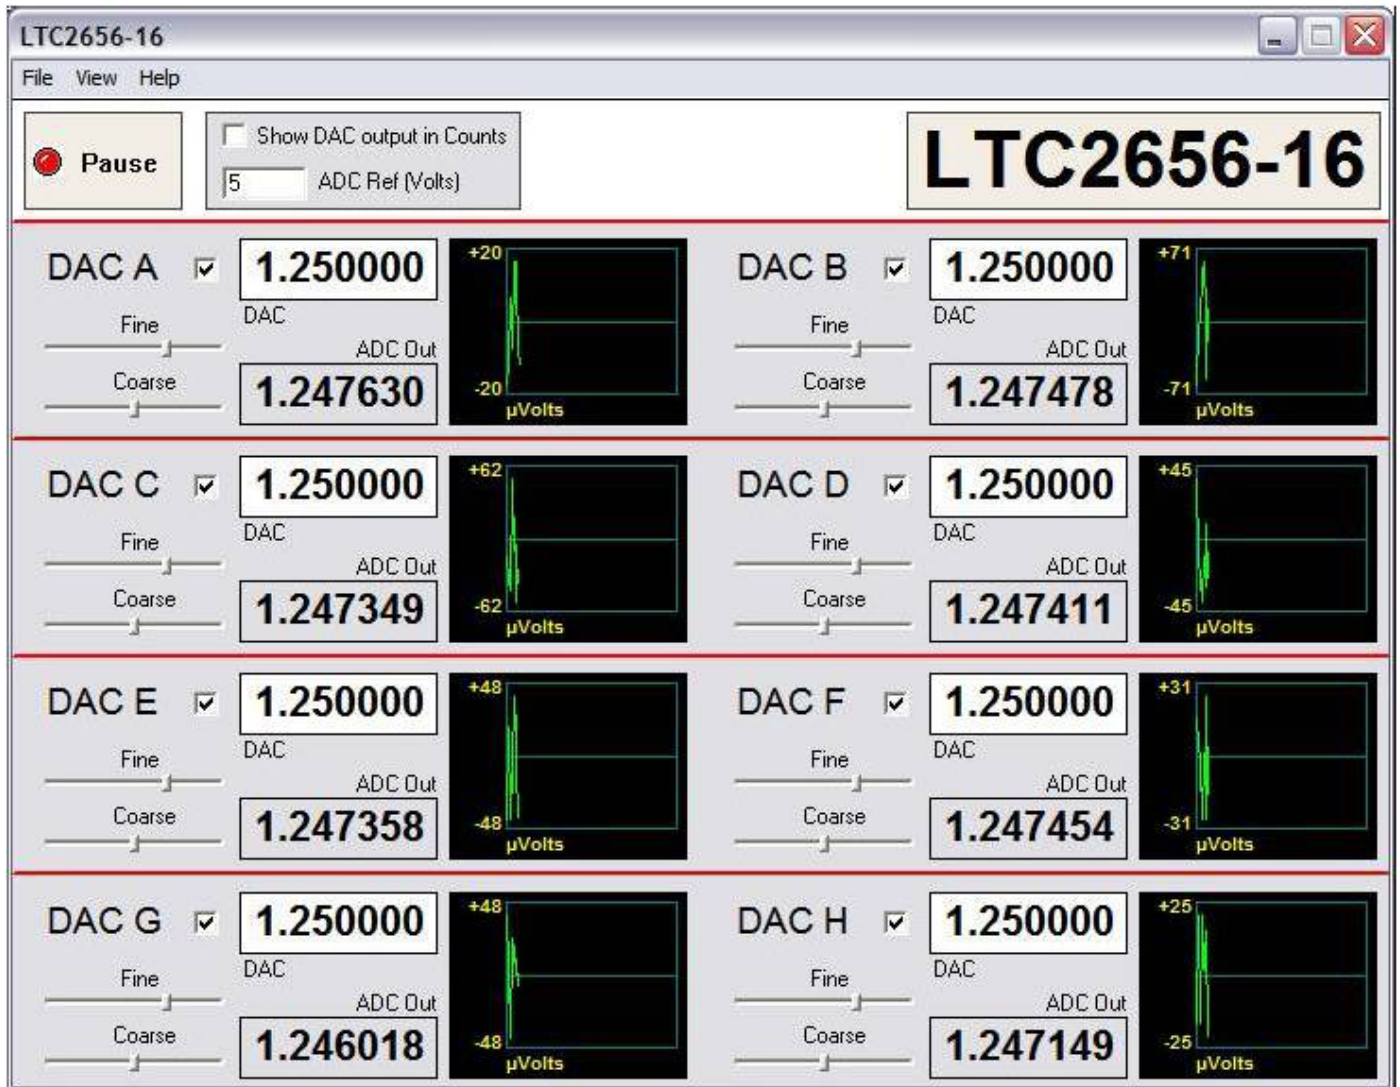 LTC2656-16
File View Help
Pause
Show DAC output in Counts
5 ADC Ref (Volts)
LTC2656-16
DAC A 1.250000
DAC
Fine
ADC Out
Coarse
1.247630
+20
-20
µVolts
DAC B 1.250000
DAC
Fine
ADC Out
Coarse
1.247478
+71
-71
µVolts
DAC C 1.250000
DAC
Fine
ADC Out
Coarse
1.247349
+62
-62
µVolts
DAC D 1.250000
DAC
Fine
ADC Out
Coarse
1.247411
+45
-45
µVolts
DAC E 1.250000
DAC
Fine
ADC Out
Coarse
1.247358
+48
-48
µVolts
DAC F 1.250000
DAC
Fine
ADC Out
Coarse
1.247454
+31
-31
µVolts
DAC G 1.250000
DAC
Fine
ADC Out
Coarse
1.246018
+48
-48
µVolts
DAC H 1.250000
DAC
Fine
ADC Out
Coarse
1.247149
+25
-25
µVolts